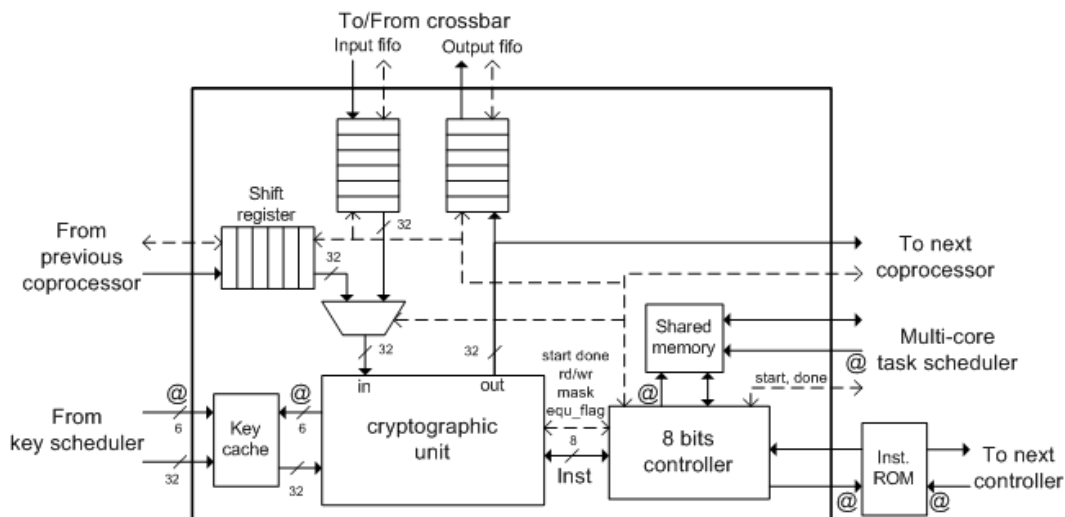 To/From crossbar
Input fifo
Output fifo
Shift
register
32
From
previous
coprocessor
32
To next
coprocessor
Shared
memory
Multi-core
@ task scheduler
32
32
start done
rd/wr
mask
equ_flag
start, done
in
out
@
@
@
From
key scheduler
6
6
Key
cache
cryptographic
unit
8
Inst
8 bits
controller
Inst.
ROM
To next
controller
32
32
@
@